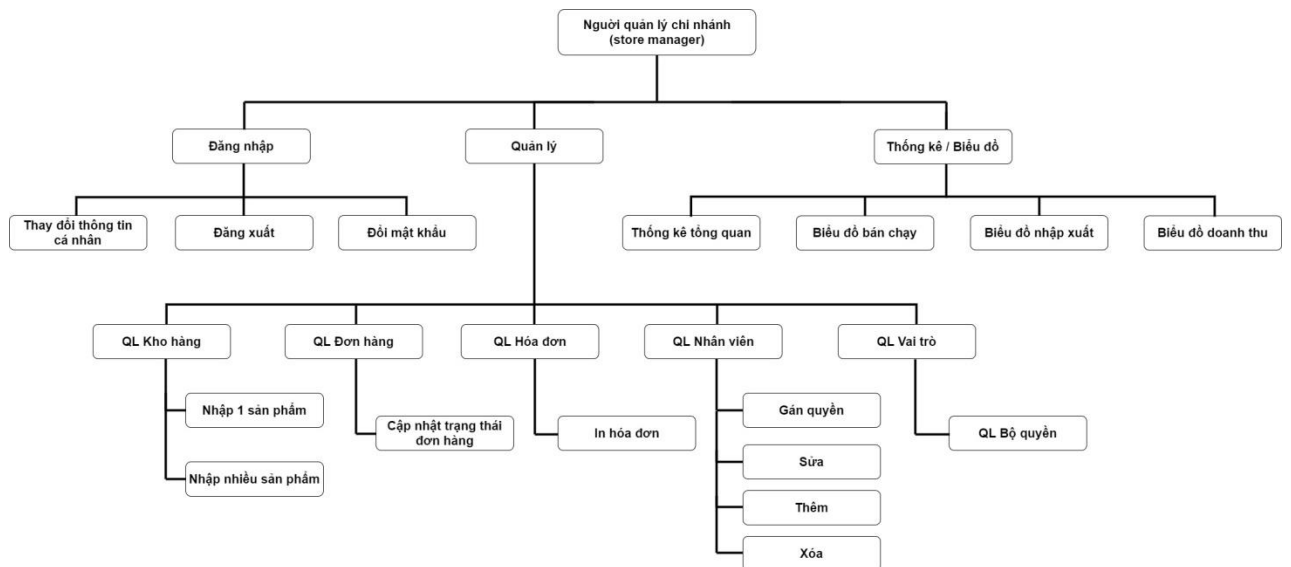 Người quản lý chi nhánh
(store manager)
Đăng nhập
Quản lý
Thống kê / Biểu đồ
Thay đổi thông tin
cá nhân
Đăng xuất
Đổi mật khẩu
Thống kê tổng quan
Biểu đồ bán chạy
Biểu đồ nhập xuất
Biểu đồ doanh thu
QL Kho hàng
QL Đơn hàng
QL Hóa đơn
QL Nhân viên
QL Vai trò
Nhập 1 sản phẩm
Nhập nhiều sản phẩm
Cập nhật trạng thái
đơn hàng
In hóa đơn
Gán quyền
Sửa
Thêm
Xóa
QL Bộ quyền